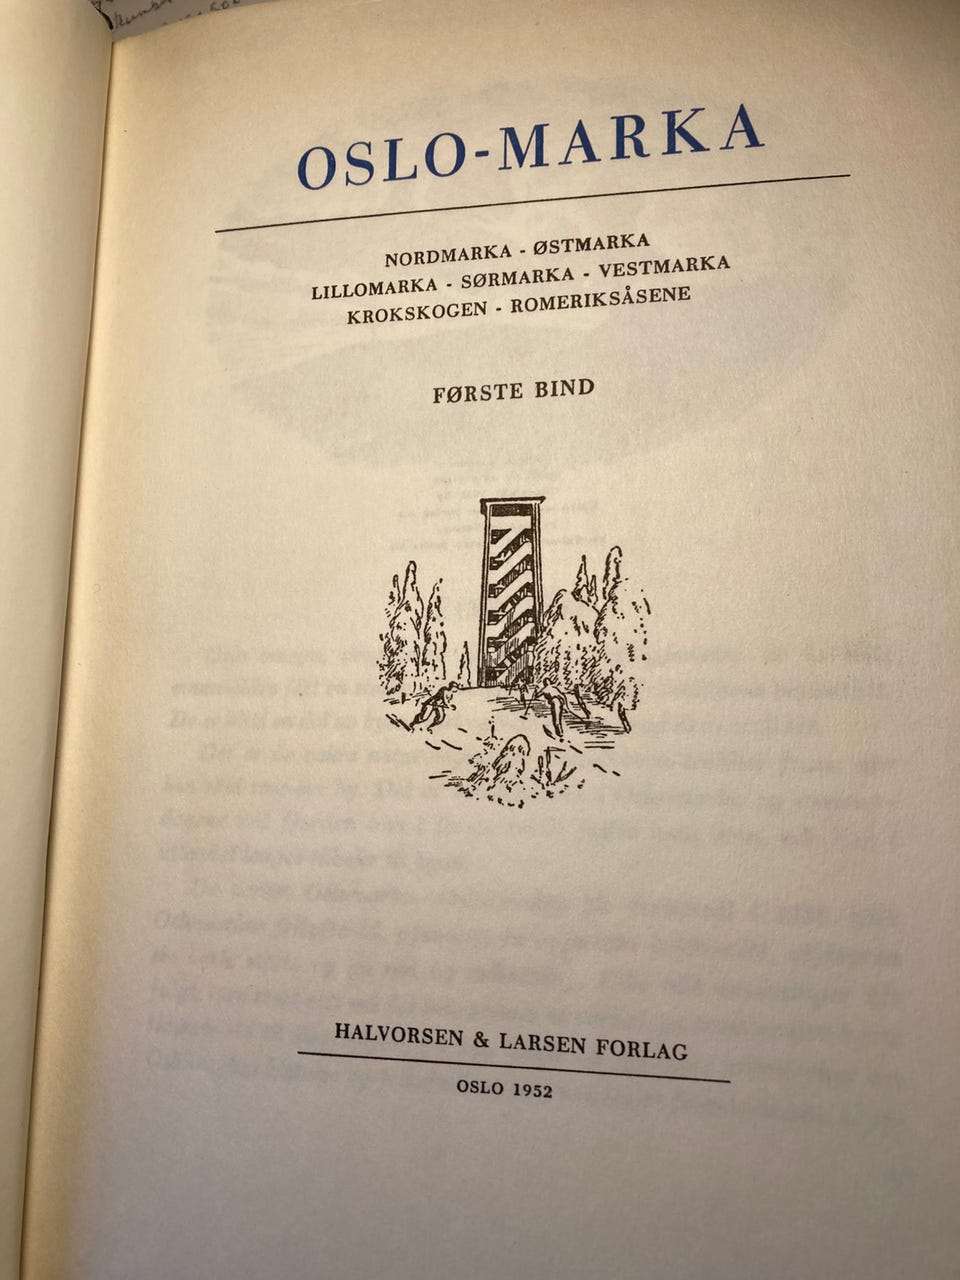 OSLO-MARKA
NORDMARKA - ØSTMARKA
LILLOMARKA - SØRMARKA - VESTMARKA
KROKSKOGEN - ROMERIKSÅSENE
FØRSTE BIND
HALVORSEN & LARSEN FORLAG
OSLO 1952